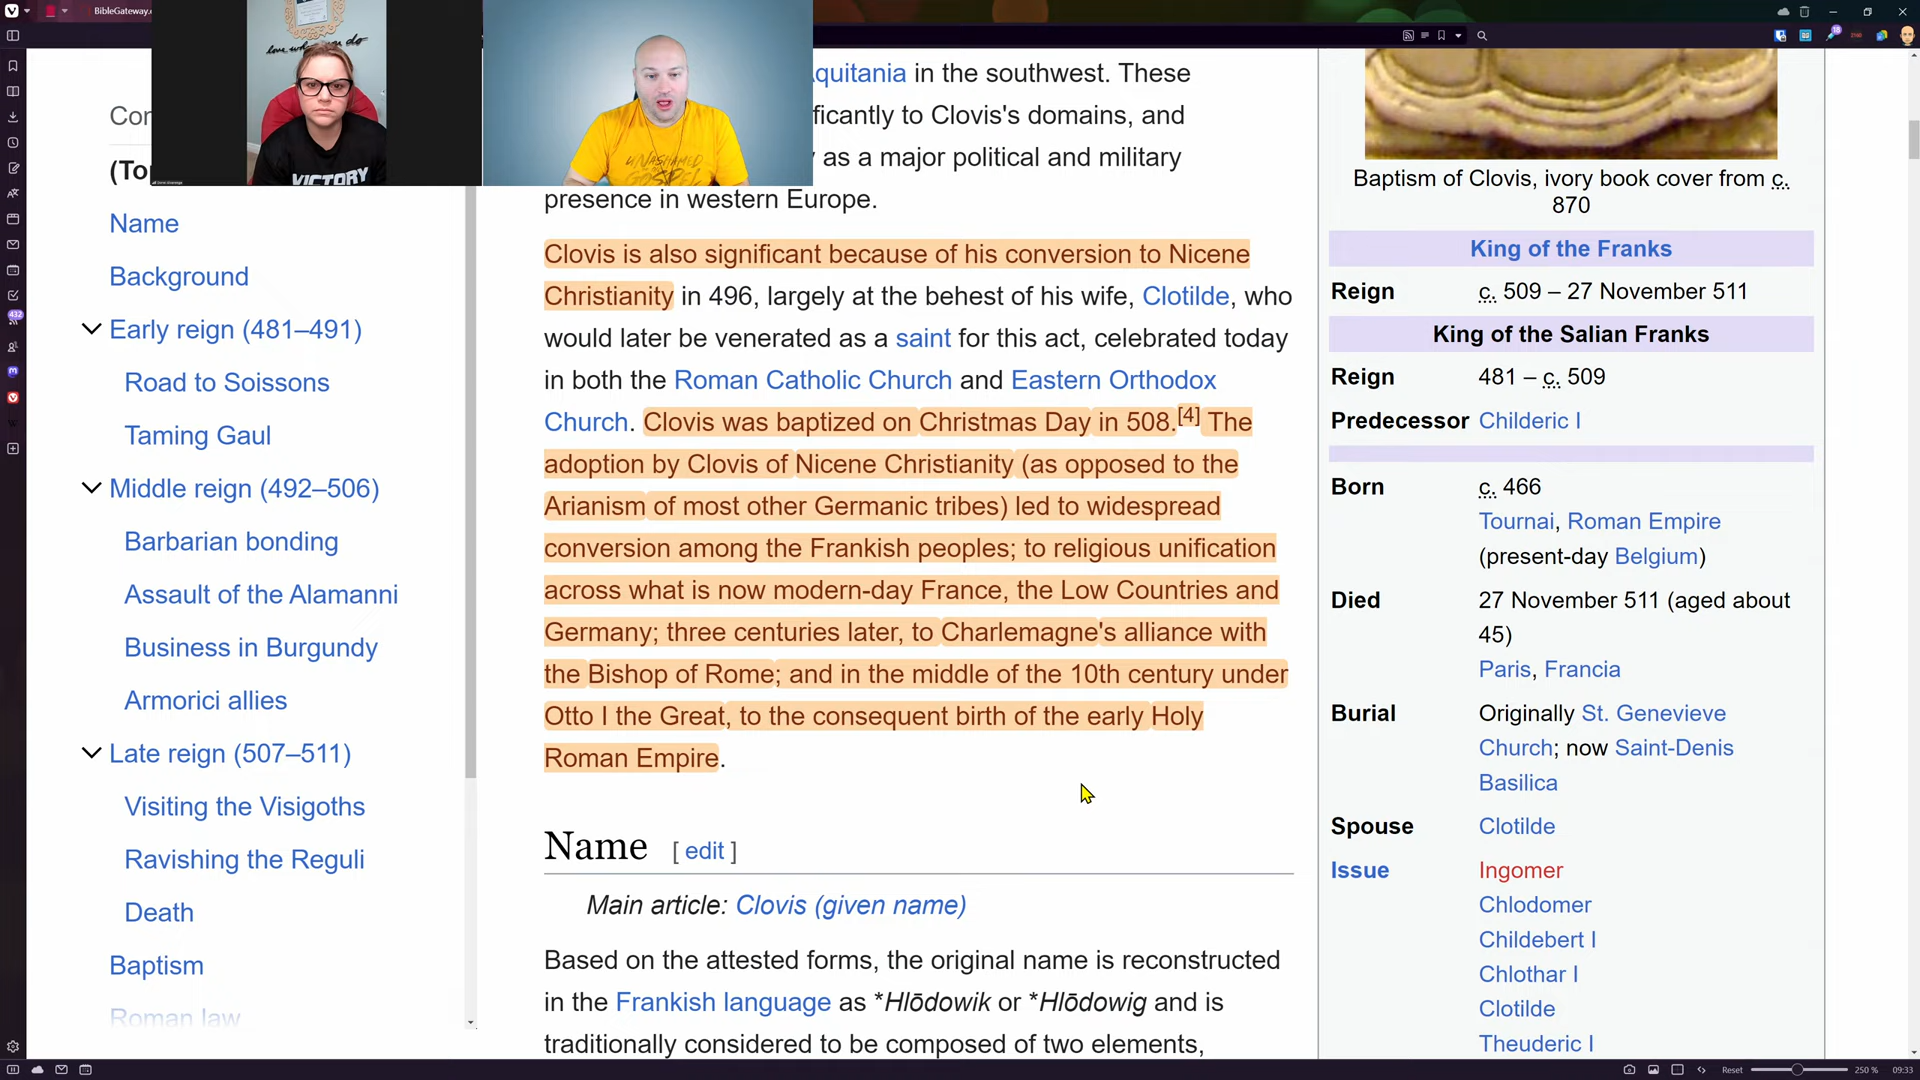 BibleGateway.
love what you do
VICTORY
UNASHAMED
GOSPEL
Aquitania in the southwest. These
ficantly to Clovis's domains, and
as a major political and military
presence in western Europe.
Clovis is also significant because of his conversion to Nicene
Christianity in 496, largely at the behest of his wife, Clotilde, who
would later be venerated as a saint for this act, celebrated today
in both the Roman Catholic Church and Eastern Orthodox
Church. Clovis was baptized on Christmas Day in 508.[4] The
adoption by Clovis of Nicene Christianity (as opposed to the
Arianism of most other Germanic tribes) led to widespread
conversion among the Frankish peoples; to religious unification
across what is now modern-day France, the Low Countries and
Germany; three centuries later, to Charlemagne's alliance with
the Bishop of Rome; and in the middle of the 10th century under
Otto I the Great, to the consequent birth of the early Holy
Roman Empire.
Name [ edit ]
Main article: Clovis (given name)
Based on the attested forms, the original name is reconstructed
in the Frankish language as *Hlōdowik or *Hlōdowig and is
traditionally considered to be composed of two elements,
Con
(Top
Name
Background
Early reign (481–491)
Road to Soissons
Taming Gaul
Middle reign (492–506)
Barbarian bonding
Assault of the Alamanni
Business in Burgundy
Armorici allies
Late reign (507–511)
Visiting the Visigoths
Ravishing the Reguli
Death
Baptism
Roman law
Baptism of Clovis, ivory book cover from c.
870
King of the Franks
Reign c. 509 – 27 November 511
King of the Salian Franks
Reign 481 – c. 509
Predecessor Childeric I
Born c. 466
Tournai, Roman Empire
(present-day Belgium)
Died 27 November 511 (aged about
45)
Paris, Francia
Burial Originally St. Genevieve
Church; now Saint-Denis
Basilica
Spouse Clotilde
Issue Ingomer
Chlodomer
Childebert I
Chlothar I
Clotilde
Theuderic I
432
18
Reset 250 % 09:33